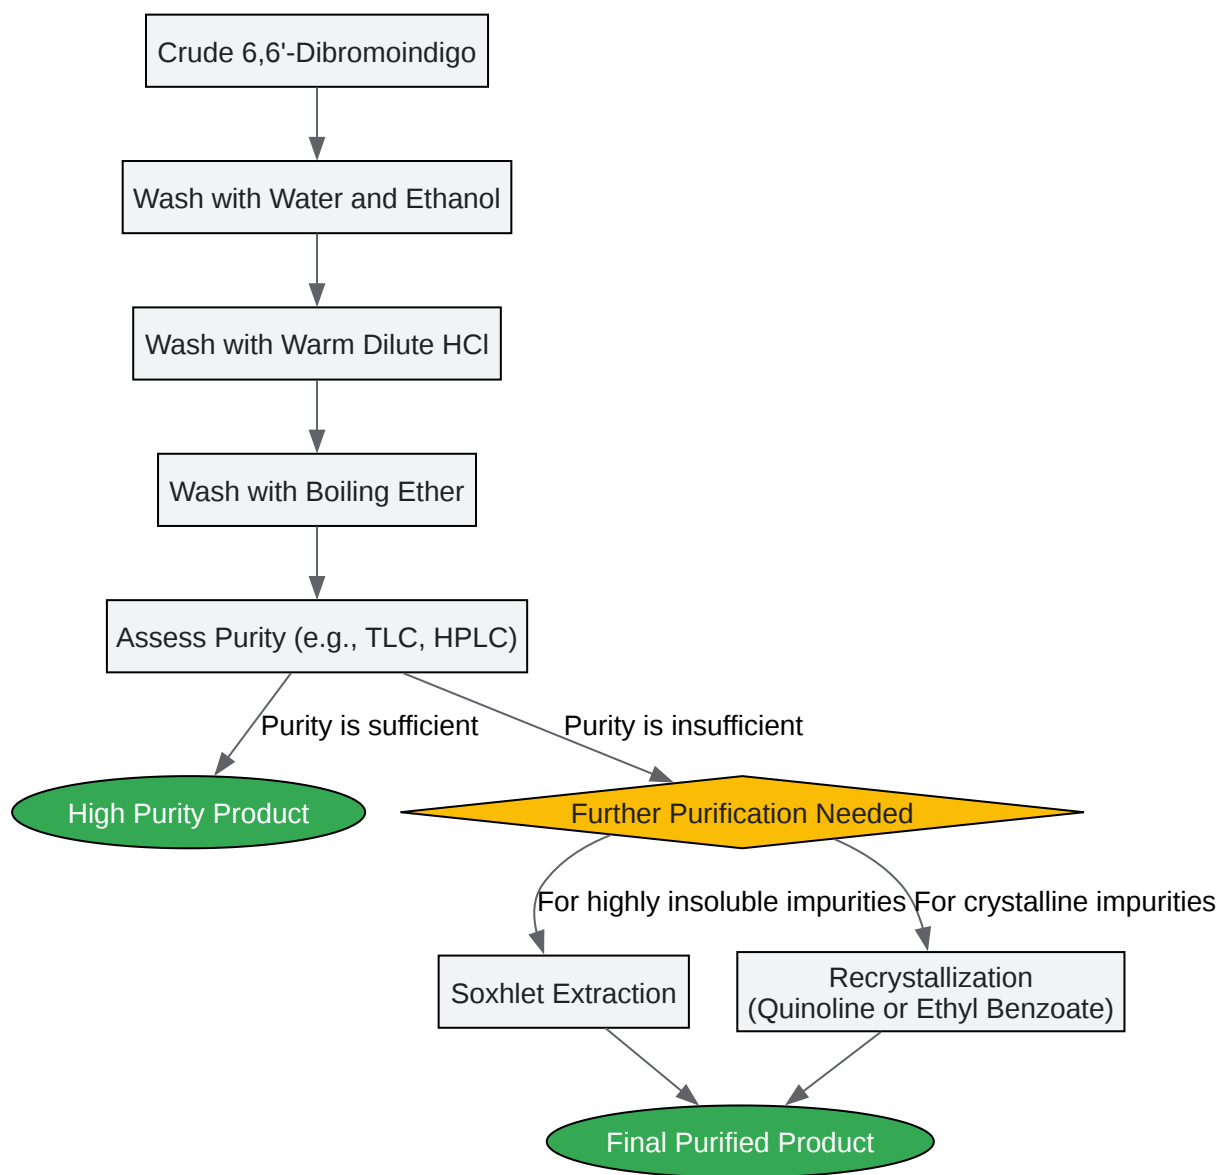 Crude 6,6'-Dibromoindigo
Wash with Water and Ethanol
Wash with Warm Dilute HCl
Wash with Boiling Ether
Assess Purity (e.g., TLC, HPLC)
Purity is sufficient
Purity is insufficient
High Purity Product
Further Purification Needed
For highly insoluble impurities
For crystalline impurities
Soxhlet Extraction
Recrystallization
(Quinoline or Ethyl Benzoate)
Final Purified Product